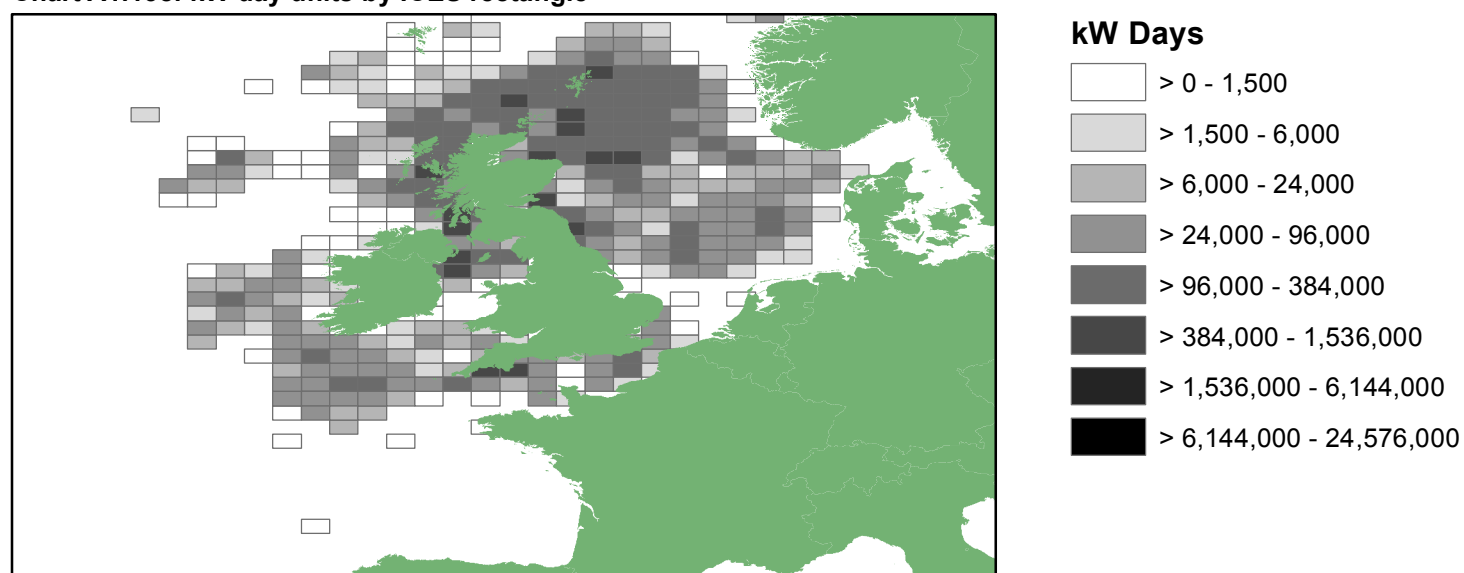 kW Days
> 0 - 1,500
> 1,500 - 6,000
> 6,000 - 24,000
> 24,000 - 96,000
> 96,000 - 384,000
> 384,000 - 1,536,000
> 1,536,000 - 6,144,000
> 6,144,000 - 24,576,000